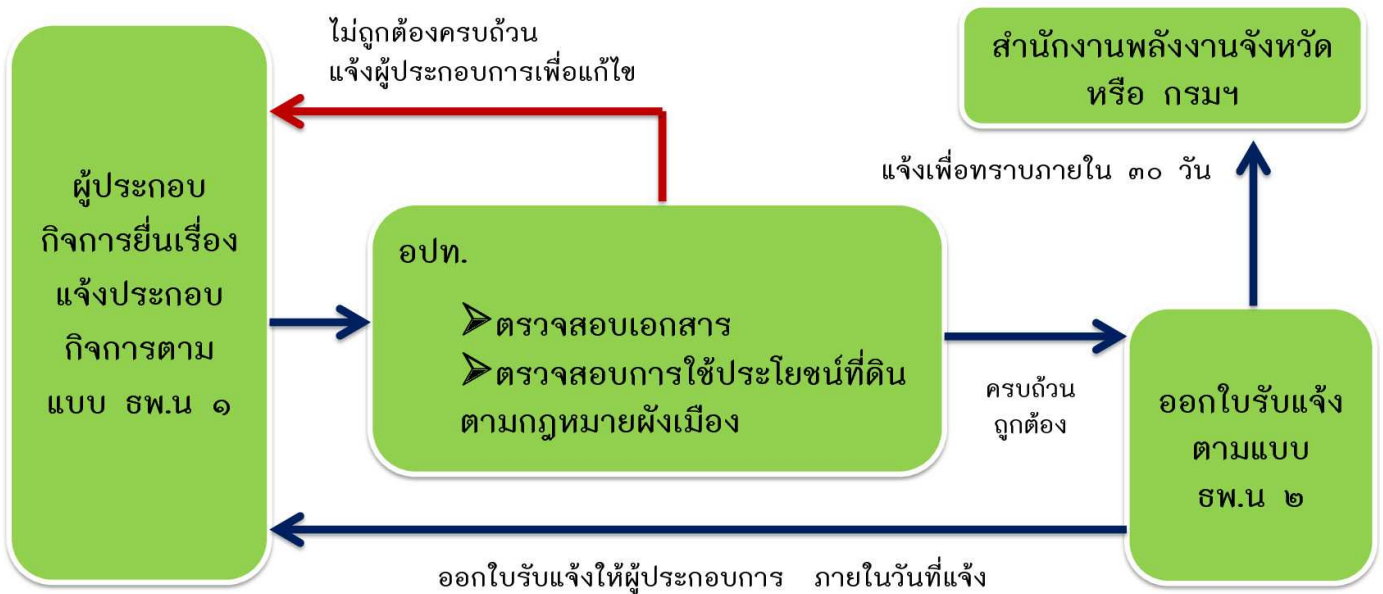 ไม่ถูกต้องครบถ้วน
แจ้งผู้ประกอบการเพื่อแก้ไข
สำนักงานพลังงานจังหวัด
หรือ กรมฯ
แจ้งเพื่อทราบภายใน ๓๐ วัน
ผู้ประกอบ
กิจการยื่นเรื่อง
แจ้งประกอบ
กิจการตาม
แบบ ธพ.น ๑
อปท.
➢ตรวจสอบเอกสาร
➢ตรวจสอบการใช้ประโยชน์ที่ดิน
ตามกฎหมายผังเมือง
ครบถ้วน
ถูกต้อง
ออกใบรับแจ้ง
ตามแบบ
ธพ.น ๒
ออกใบรับแจ้งให้ผู้ประกอบการ ภายในวันที่แจ้ง